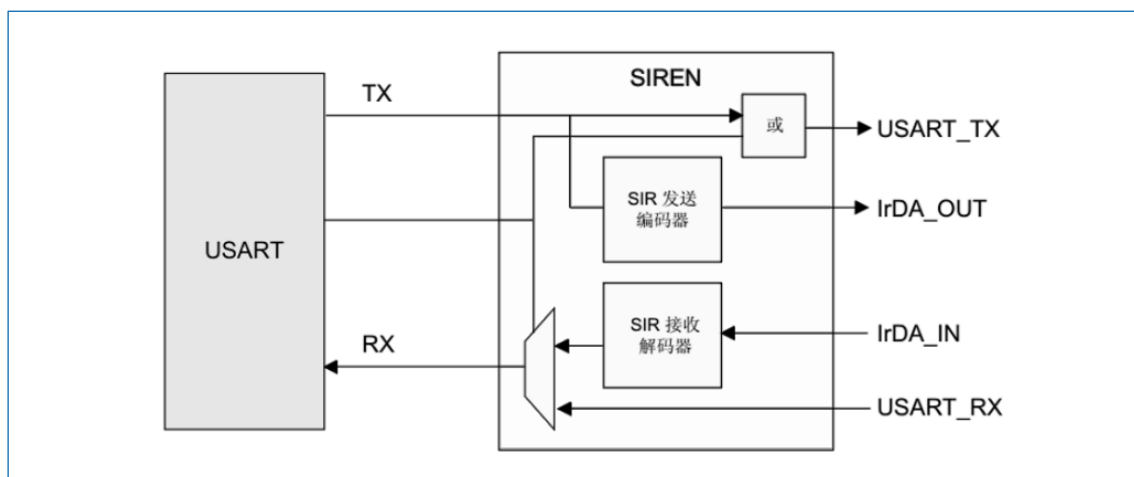 SIREN
TX
或
USART_TX
SIR 发送
编码器
IrDA_OUT
USART
SIR 接收
解码器
IrDA_IN
RX
USART_RX